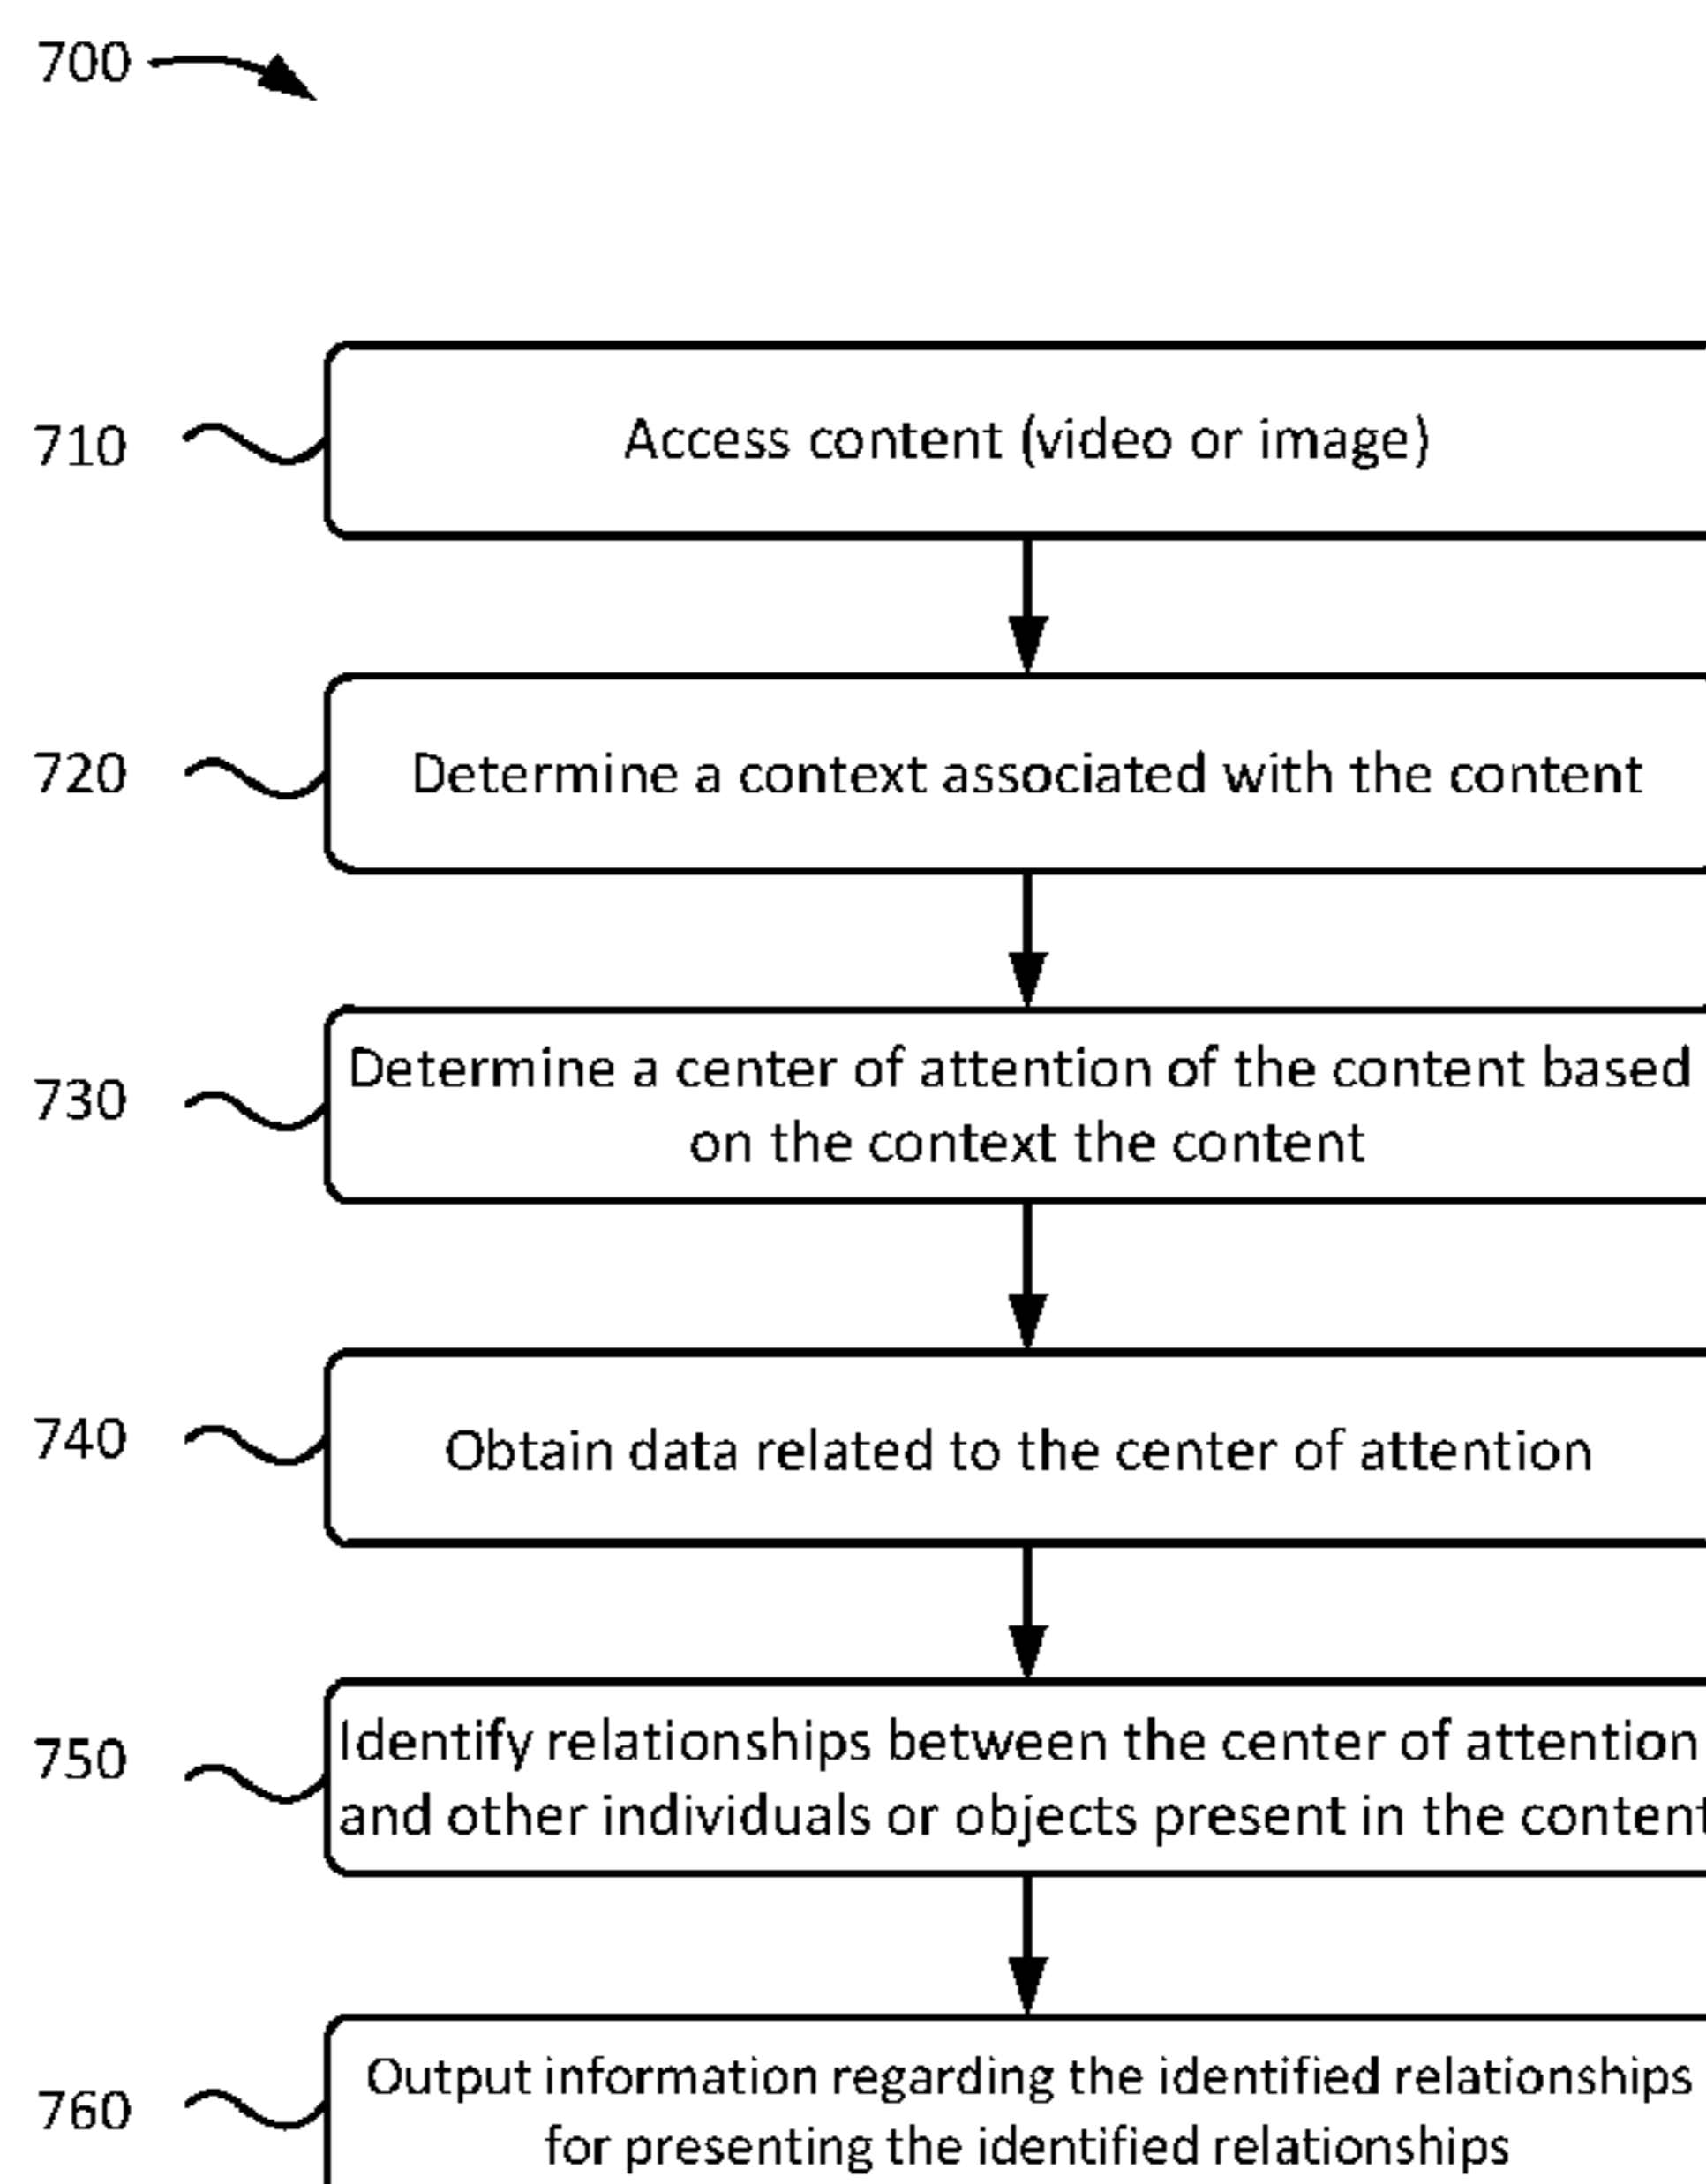 700
710
Access content (video or image)
720
Determine a context associated with the content
730
Determine a center of attention of the content based
on the context the content
740
Obtain data related to the center of attention
750
Identify relationships between the center of attention
and other individuals or objects present in the content
760
Output information regarding the identified relationships
for presenting the identified relationships